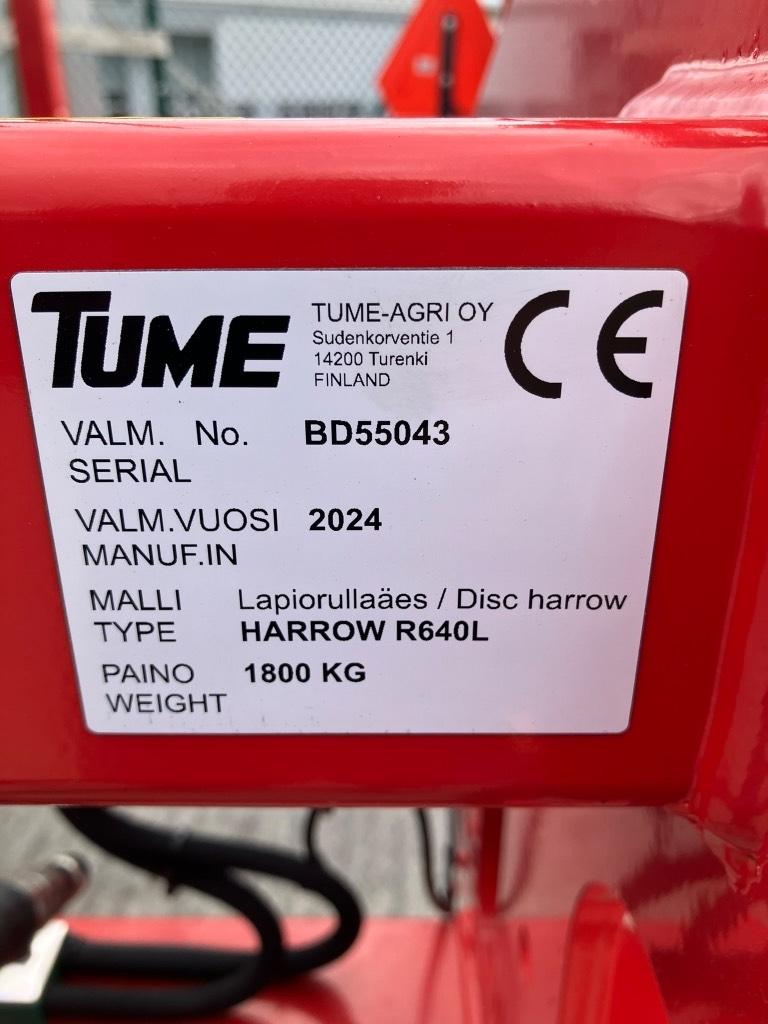 TUME
TUME-AGRI OY
Sudenkorventie 1
14200 Turenki
FINLAND
CE
VALM. No. BD55043
SERIAL
VALM.VUOSI 2024
MANUF.IN
MALLI Lapiorullaäes / Disc harrow
TYPE HARROW R640L
PAINO 1800 KG
WEIGHT